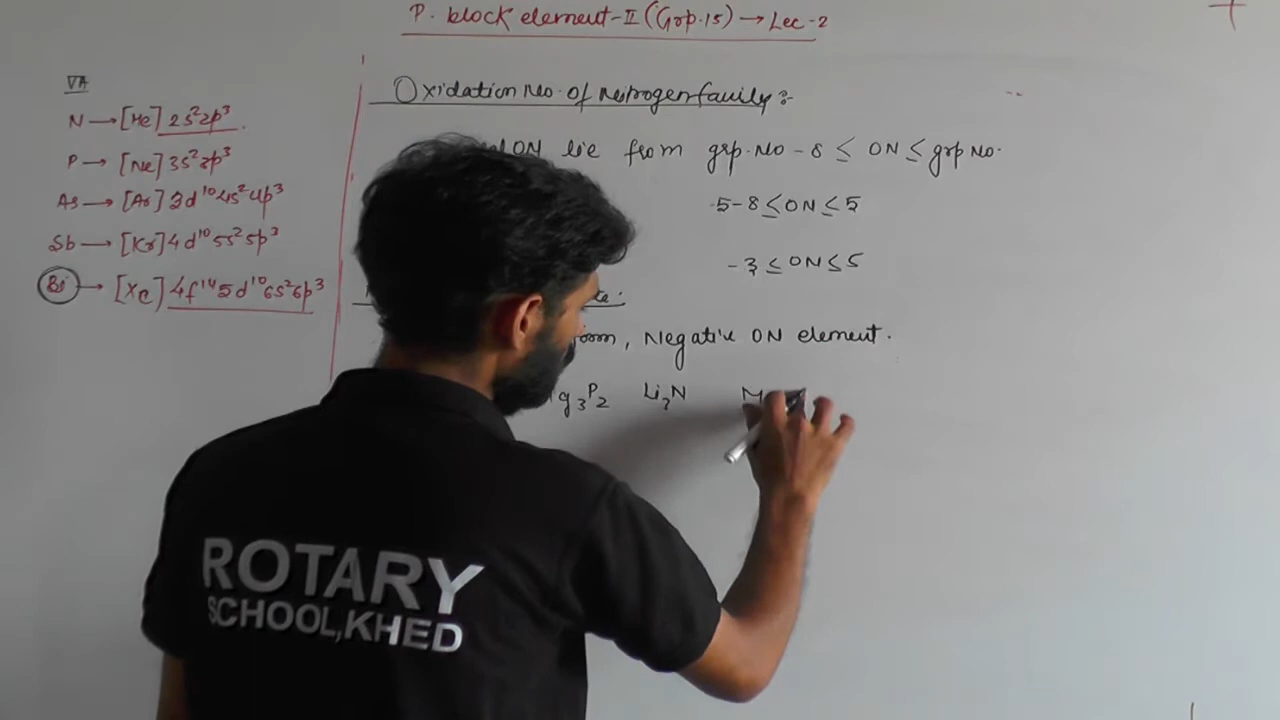 P. block element-II (Grp.15) → Lec-2
VA
N → [He] 2s²2p³
P → [Ne] 3s²3p³
As → [Ar] 3d¹⁰4s²4p³
Sb → [Kr] 4d¹⁰5s²5p³
Bi → [Xe] 4f¹⁴5d¹⁰6s²6p³
Oxidation No. of Neitrogen family :-
ON lie from grp. No - 8 ≤ ON ≤ grp No.
5-8 ≤ ON ≤ 5
-3 ≤ ON ≤ 5
, Negative ON element.
g₃P₂ Li₃N M
ROTARY
SCHOOL, KHED